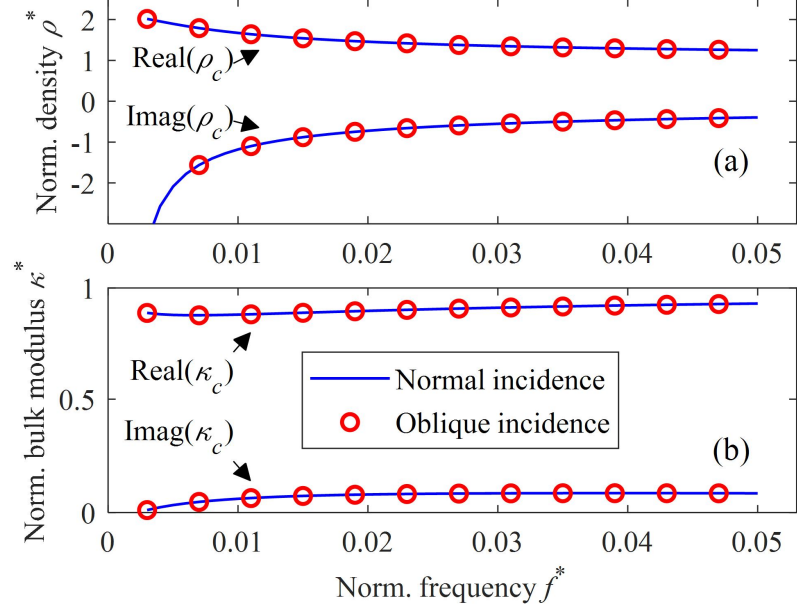 Norm. density ρ*
2
1
0
-1
-2
Real(ρc)
Imag(ρc)
(a)
0 0.01 0.02 0.03 0.04 0.05
Norm. bulk modulus κ*
1
0.5
0
Real(κc)
Imag(κc)
Normal incidence
Oblique incidence
(b)
0 0.01 0.02 0.03 0.04 0.05
Norm. frequency f*